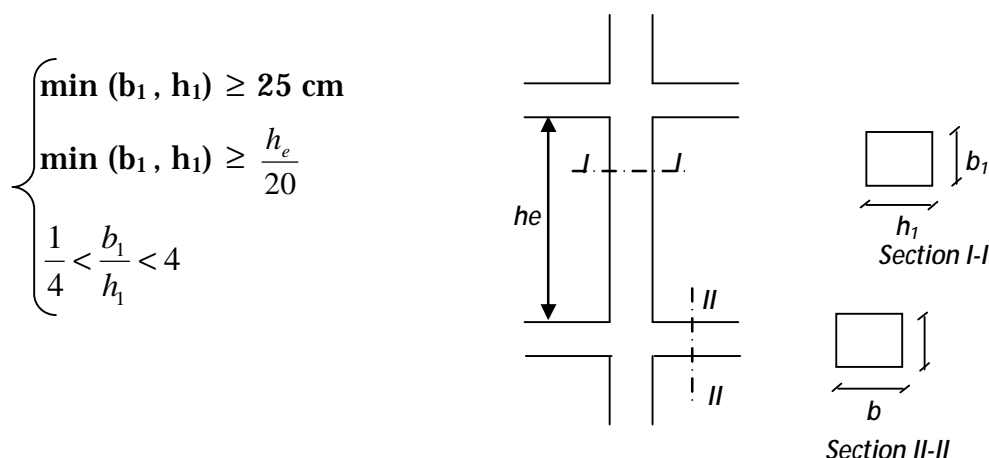 min (b₁ , h₁) ≥ 25 cm
min (b₁ , h₁) ≥ hₑ/20
1/4 < b₁/h₁ < 4
I I
he
II
II
b₁
h₁
Section I-I
b
Section II-II